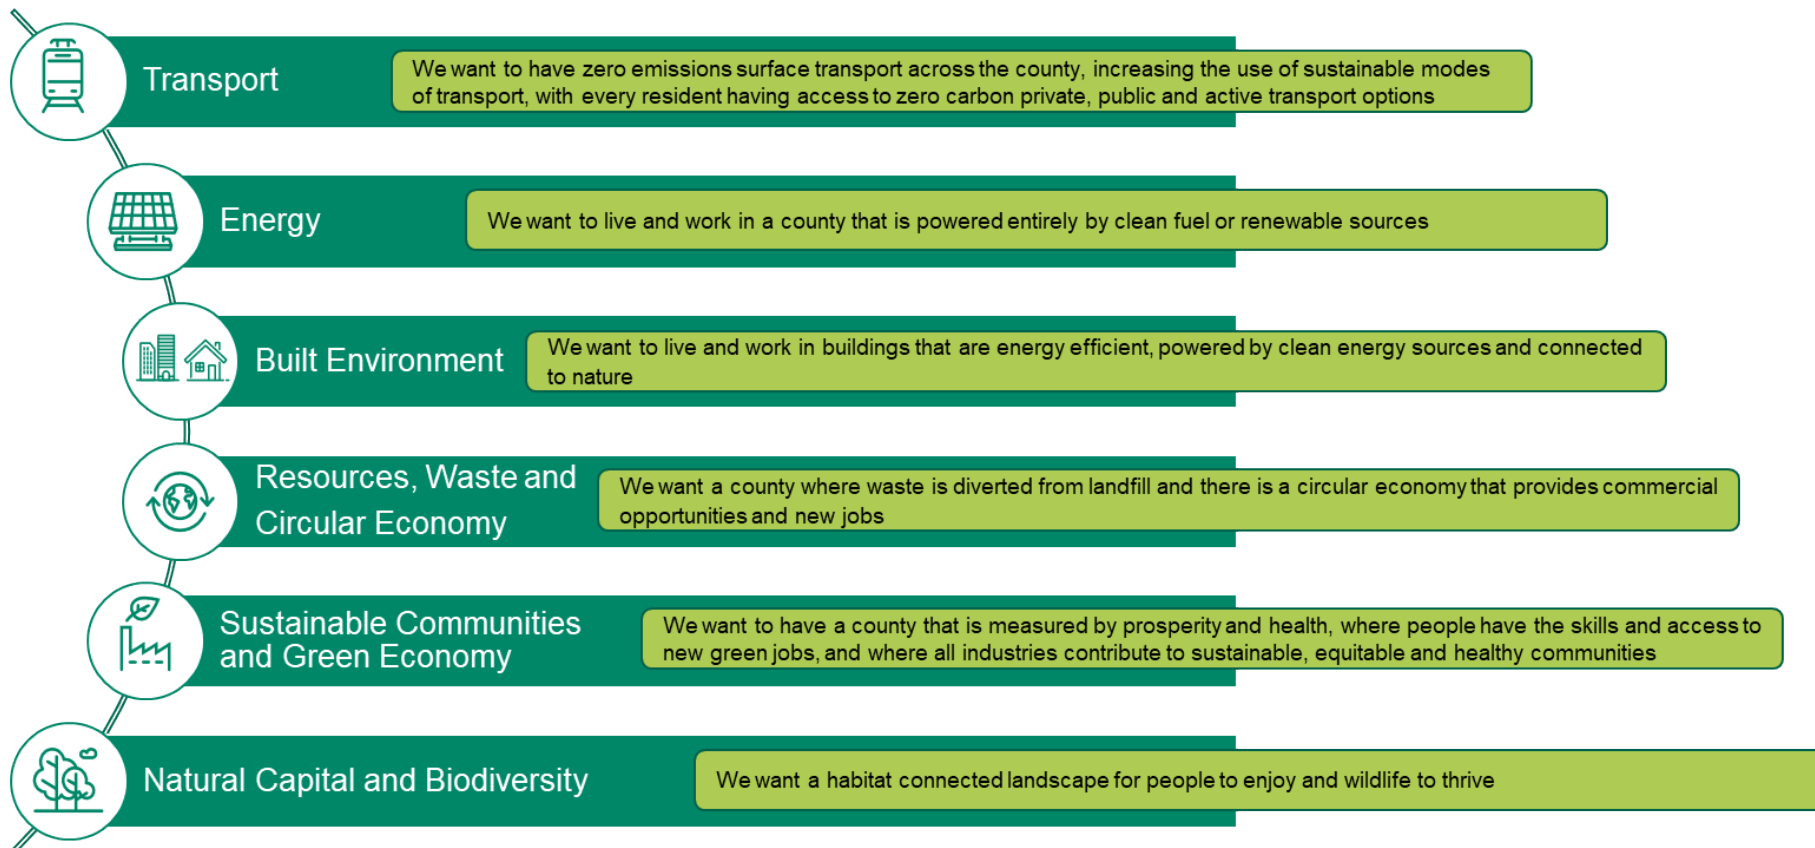 Transport
We want to have zero emissions surface transport across the county, increasing the use of sustainable modes
of transport, with every resident having access to zero carbon private, public and active transport options
Energy
We want to live and work in a county that is powered entirely by clean fuel or renewable sources
Built Environment
We want to live and work in buildings that are energy efficient, powered by clean energy sources and connected
to nature
Resources, Waste and
Circular Economy
We want a county where waste is diverted from landfill and there is a circular economy that provides commercial
opportunities and new jobs
Sustainable Communities
and Green Economy
We want to have a county that is measured by prosperity and health, where people have the skills and access to
new green jobs, and where all industries contribute to sustainable, equitable and healthy communities
Natural Capital and Biodiversity
We want a habitat connected landscape for people to enjoy and wildlife to thrive